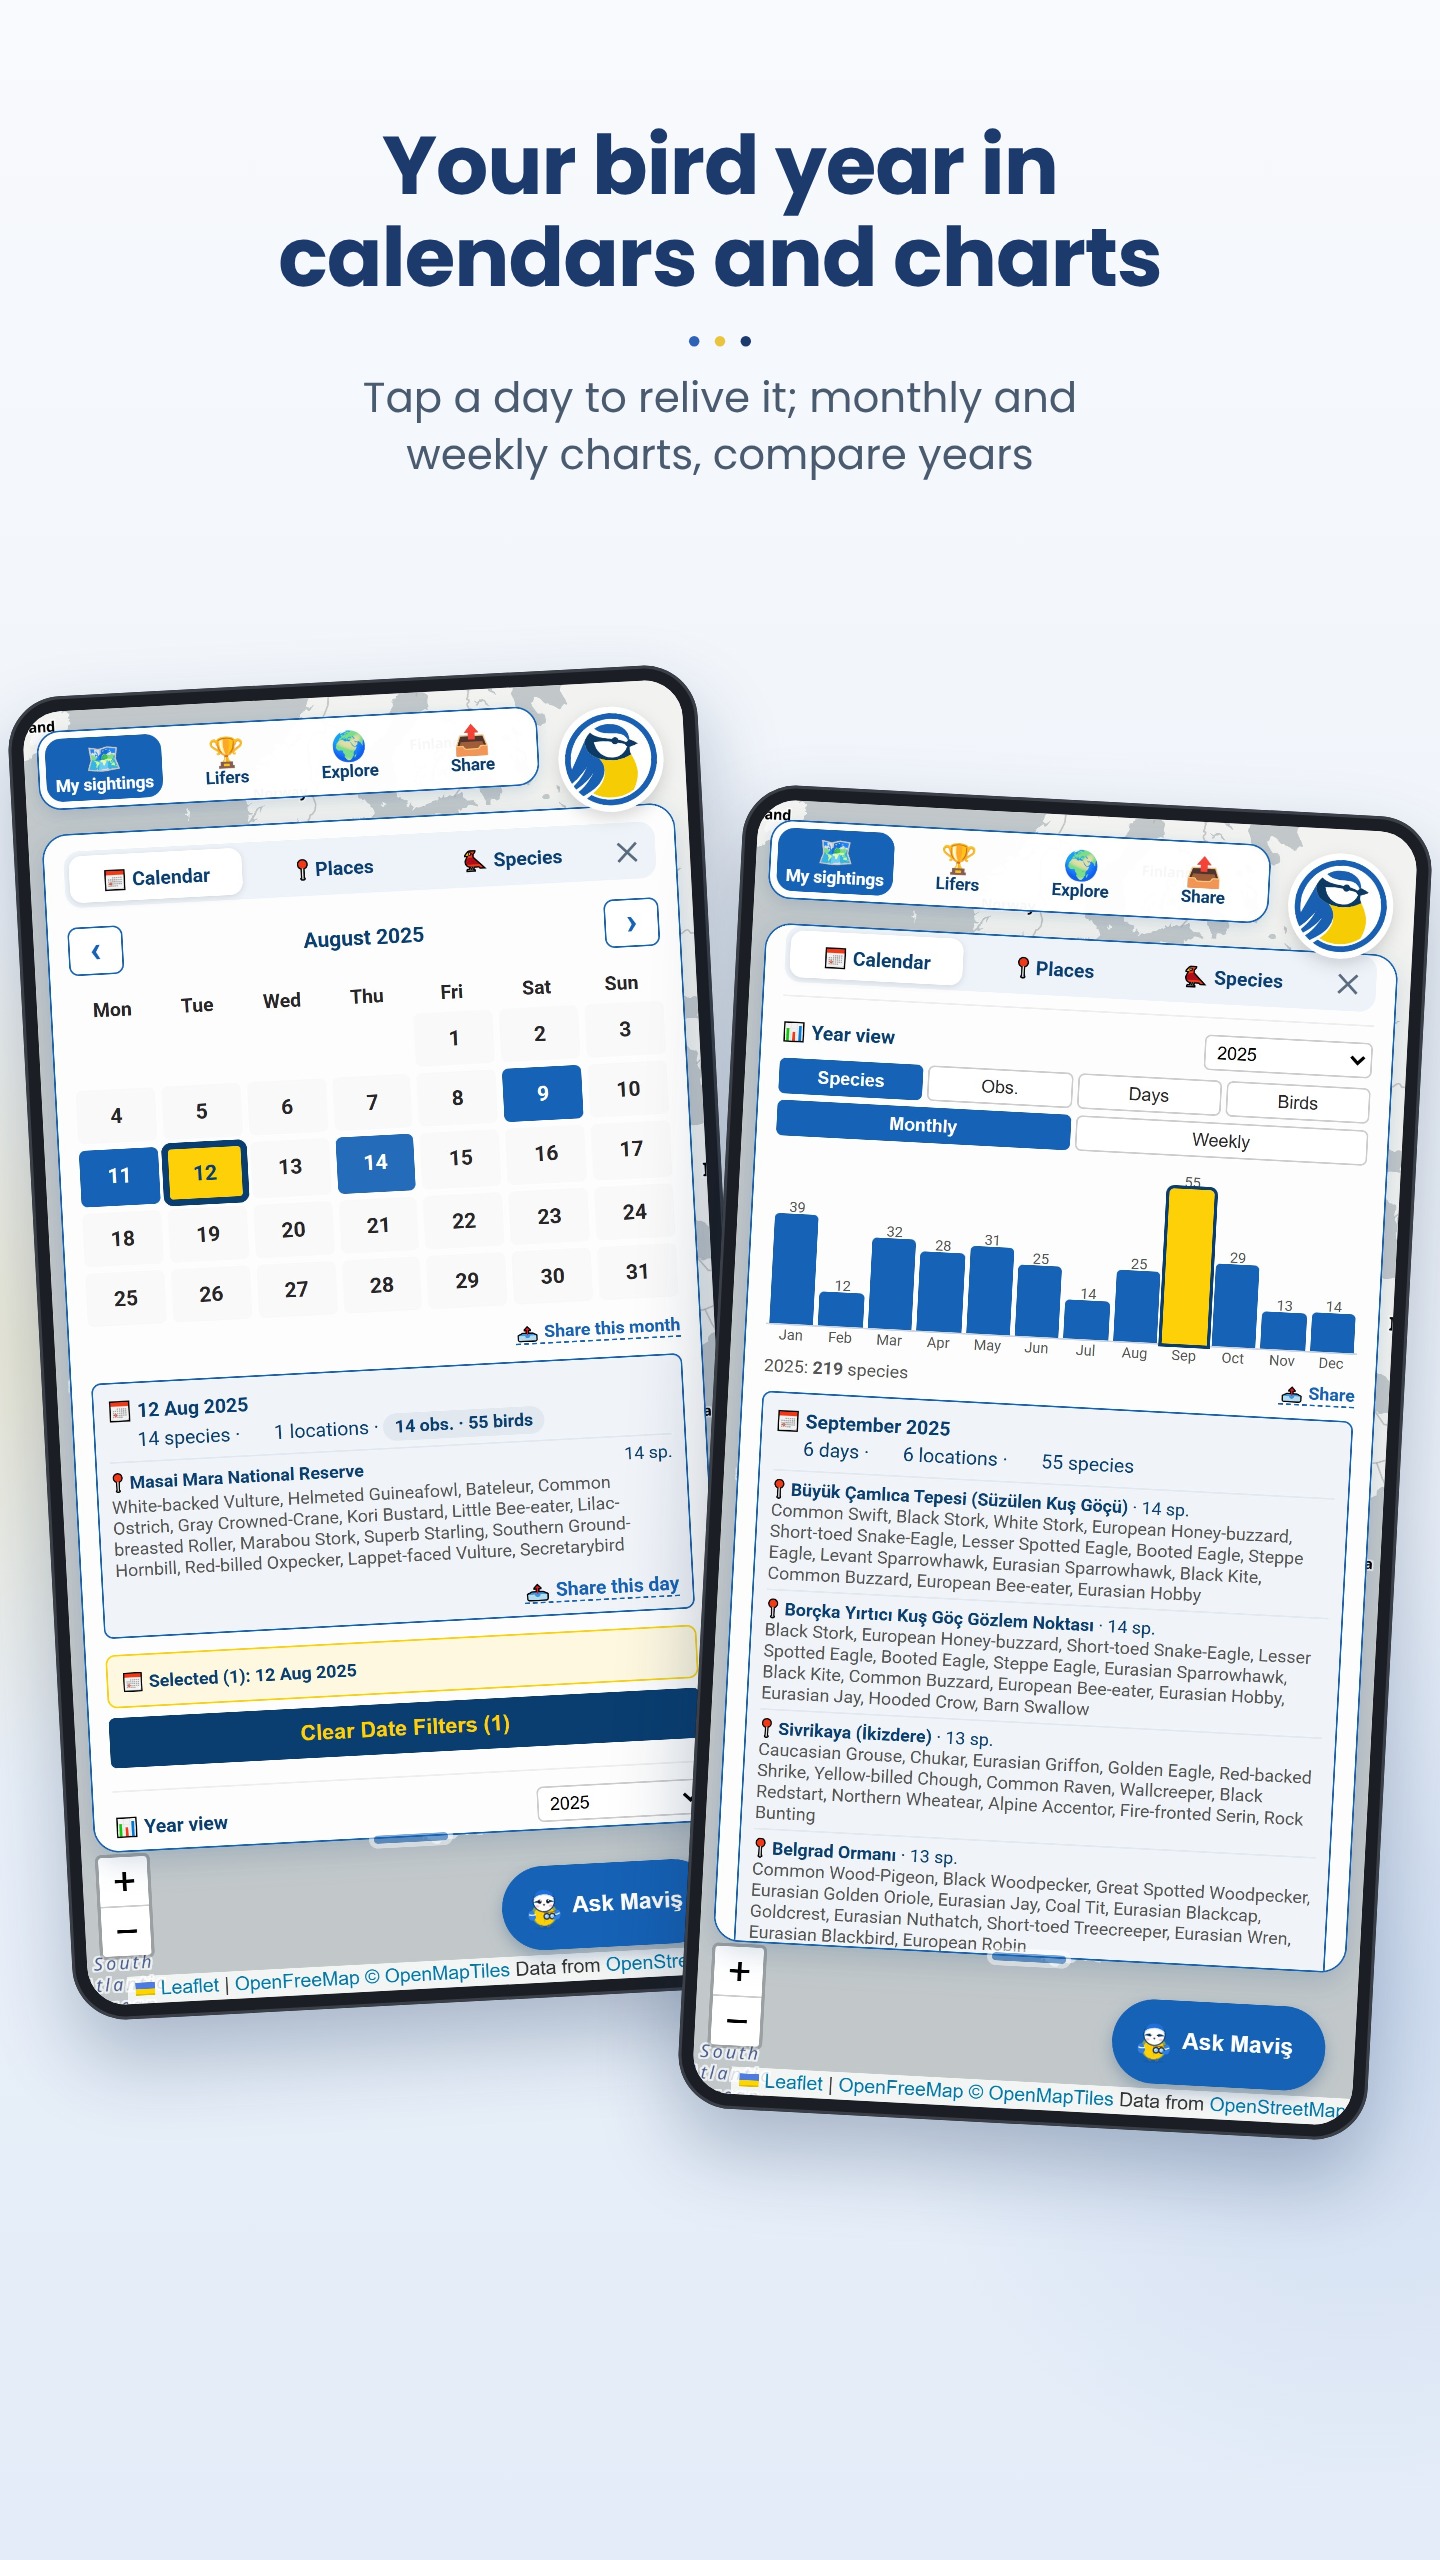 Your bird year in
calendars and charts
Tap a day to relive it; monthly and
weekly charts, compare years
and
My sightings
Lifers
Explore
Share
Calendar
Places
Species
August 2025
Mon Tue Wed Thu Fri Sat Sun
1 2 3
4 5 6 7 8 9 10
11 12 13 14 15 16 17
18 19 20 21 22 23 24
25 26 27 28 29 30 31
Share this month
12 Aug 2025
14 species · 1 locations · 14 obs. · 55 birds
Masai Mara National Reserve 14 sp.
White-backed Vulture, Helmeted Guineafowl, Bateleur, Common
Ostrich, Gray Crowned-Crane, Kori Bustard, Little Bee-eater, Lilac-
breasted Roller, Marabou Stork, Superb Starling, Southern Ground-
Hornbill, Red-billed Oxpecker, Lappet-faced Vulture, Secretarybird
Share this day
Selected (1): 12 Aug 2025
Clear Date Filters (1)
Year view 2025
+
−
Ask Maviş
South
Leaflet | OpenFreeMap © OpenMapTiles Data from OpenStre
and
My sightings
Lifers
Explore
Share
Calendar
Places
Species
Year view 2025
Species Obs. Days Birds
Monthly Weekly
39 12 32 28 31 25 14 25 55 29 13 14
Jan Feb Mar Apr May Jun Jul Aug Sep Oct Nov Dec
2025: 219 species
Share
September 2025
6 days · 6 locations · 55 species
Büyük Çamlıca Tepesi (Süzülen Kuş Göçü) · 14 sp.
Common Swift, Black Stork, White Stork, European Honey-buzzard,
Short-toed Snake-Eagle, Lesser Spotted Eagle, Booted Eagle, Steppe
Eagle, Levant Sparrowhawk, Eurasian Sparrowhawk, Black Kite,
Common Buzzard, European Bee-eater, Eurasian Hobby
Borçka Yırtıcı Kuş Göç Gözlem Noktası · 14 sp.
Black Stork, European Honey-buzzard, Short-toed Snake-Eagle, Lesser
Spotted Eagle, Booted Eagle, Steppe Eagle, Eurasian Sparrowhawk,
Black Kite, Common Buzzard, European Bee-eater, Eurasian Hobby,
Eurasian Jay, Hooded Crow, Barn Swallow
Sivrikaya (İkizdere) · 13 sp.
Caucasian Grouse, Chukar, Eurasian Griffon, Golden Eagle, Red-backed
Shrike, Yellow-billed Chough, Common Raven, Wallcreeper, Black
Redstart, Northern Wheatear, Alpine Accentor, Fire-fronted Serin, Rock
Bunting
Belgrad Ormanı · 13 sp.
Common Wood-Pigeon, Black Woodpecker, Great Spotted Woodpecker,
Eurasian Golden Oriole, Eurasian Jay, Coal Tit, Eurasian Blackcap,
Goldcrest, Eurasian Nuthatch, Short-toed Treecreeper, Eurasian Wren,
Eurasian Blackbird, European Robin
+
−
Ask Maviş
South
Leaflet | OpenFreeMap © OpenMapTiles Data from OpenStreetMap